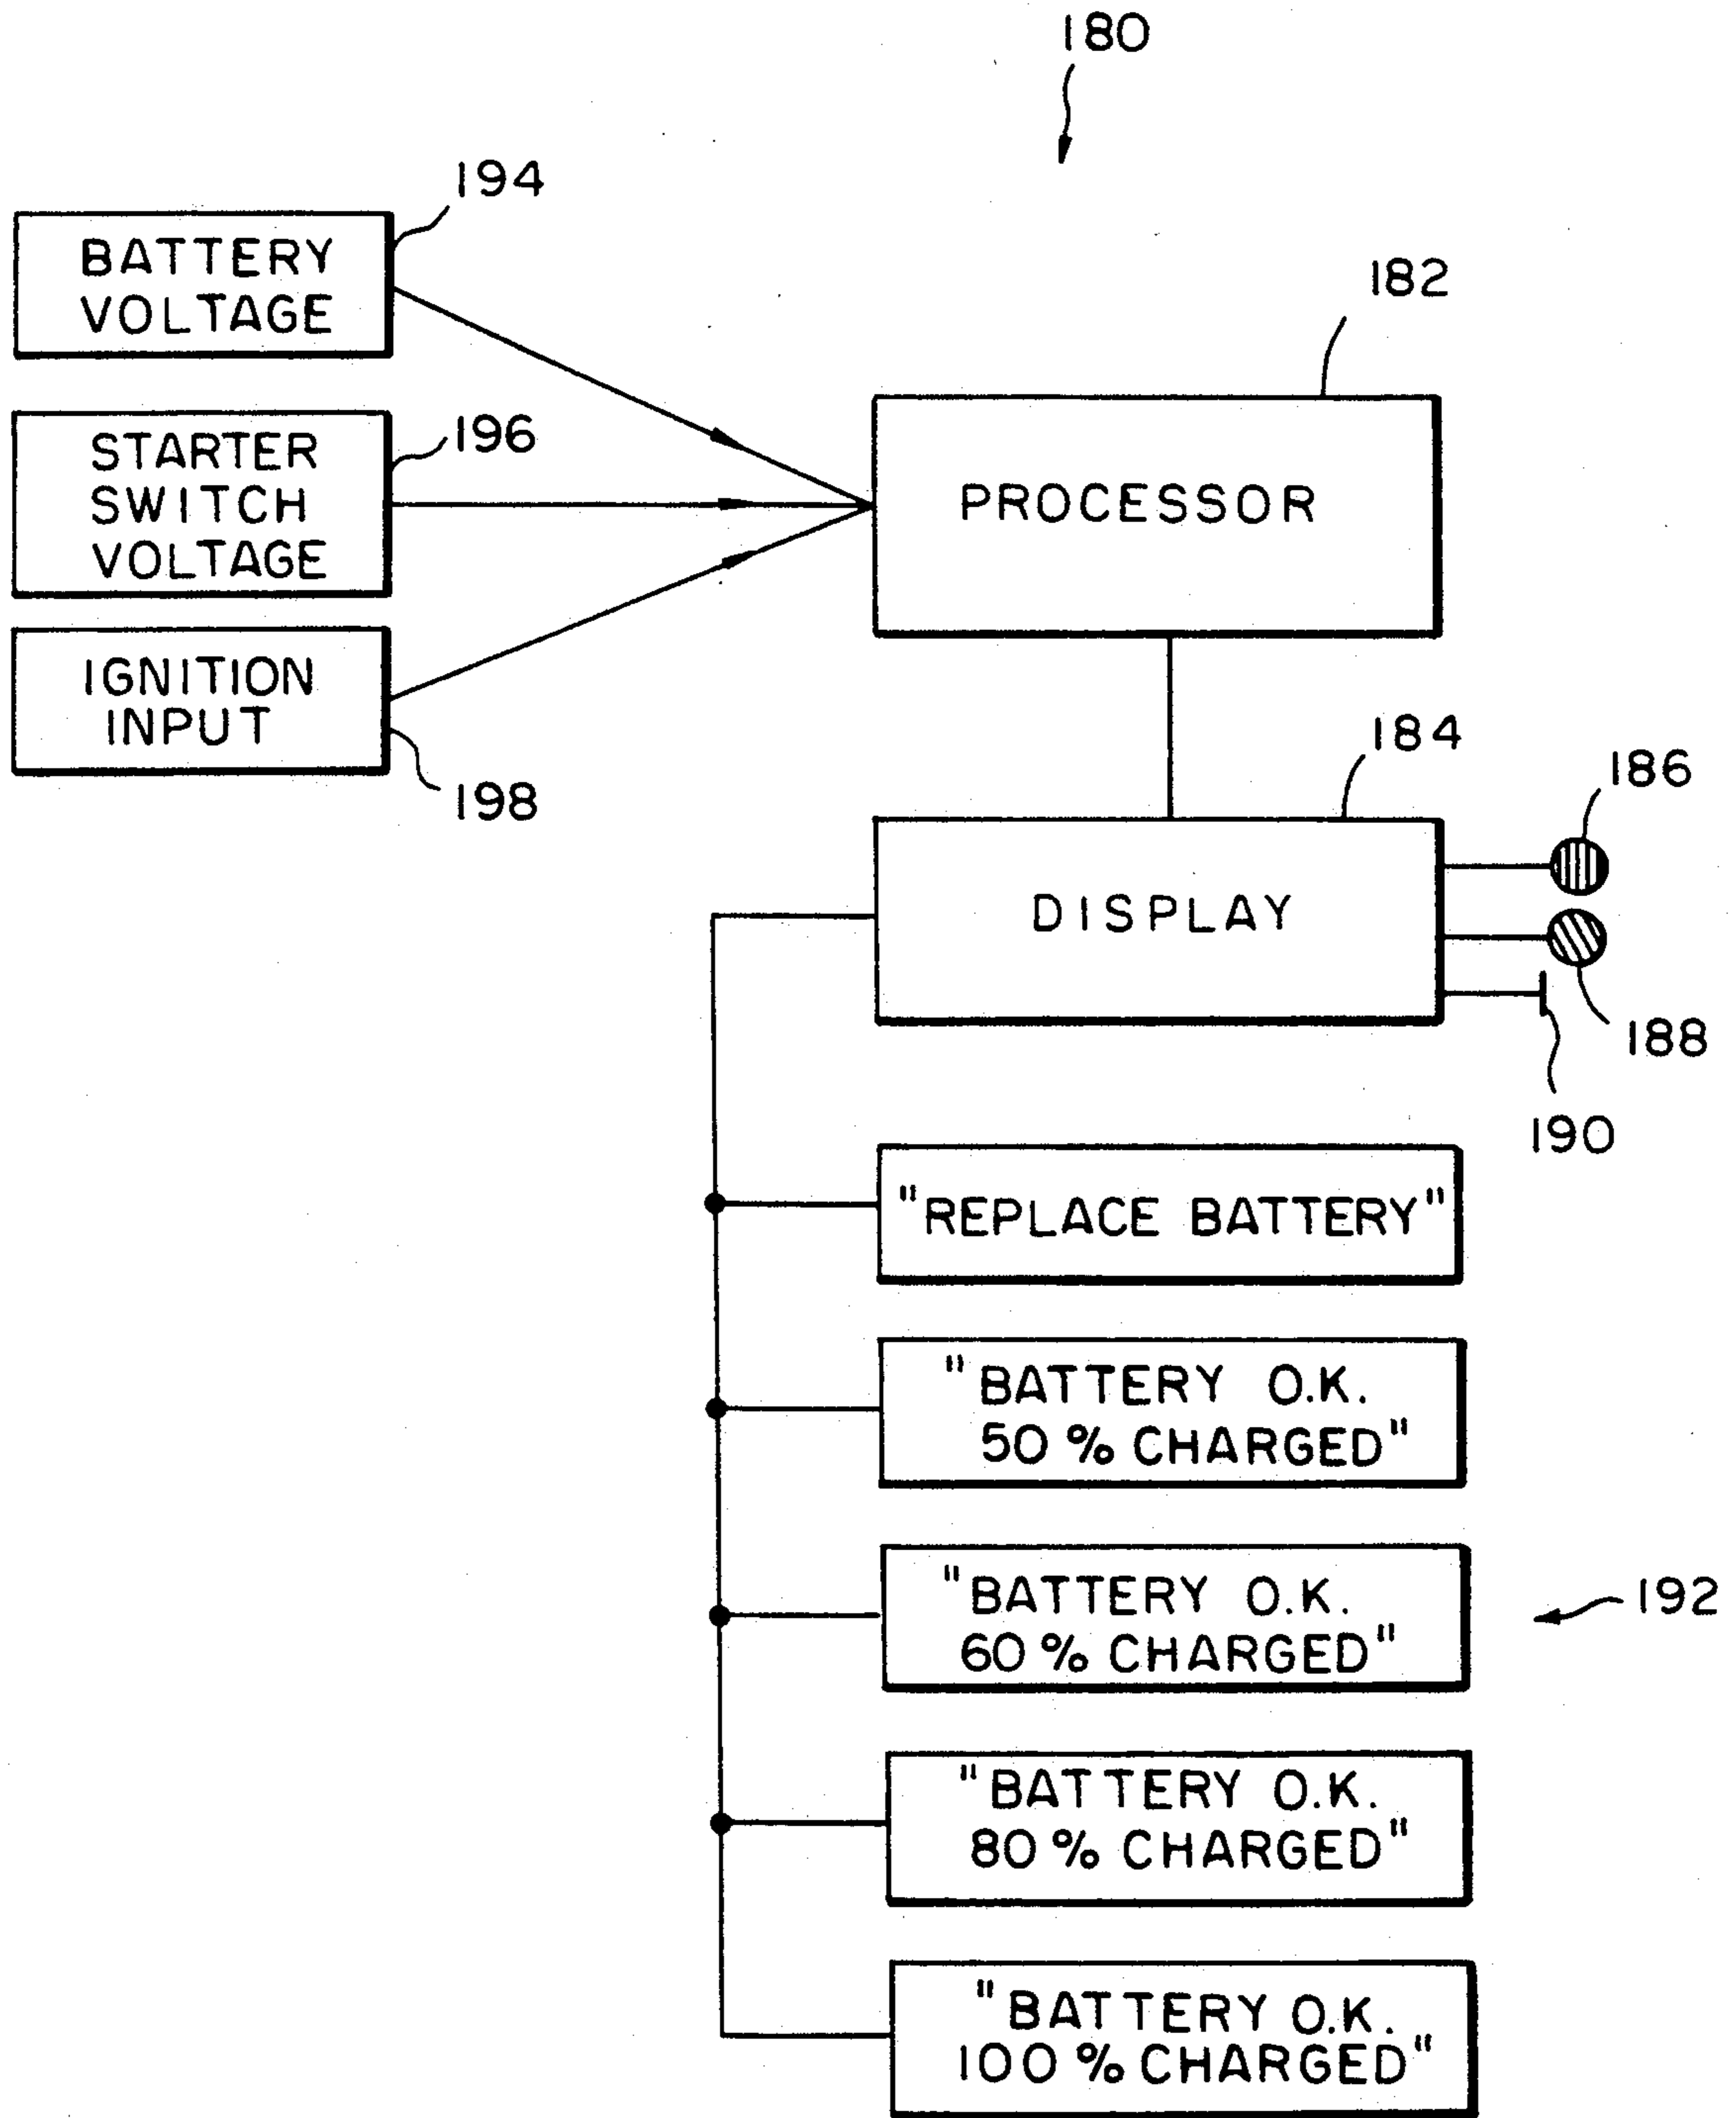 180
194
BATTERY
VOLTAGE
182
196
STARTER
SWITCH
VOLTAGE
PROCESSOR
IGNITION
INPUT
198
184
186
DISPLAY
188
190
"REPLACE BATTERY"
"BATTERY O.K.
50% CHARGED"
"BATTERY O.K.
60% CHARGED"
192
"BATTERY O.K.
80% CHARGED"
"BATTERY O.K.
100% CHARGED"